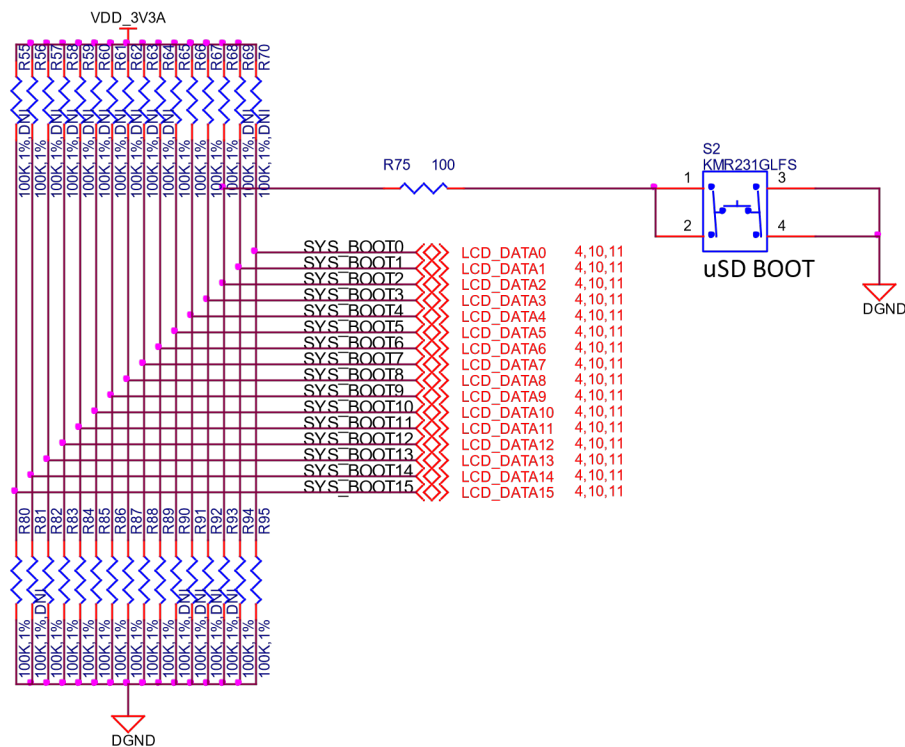 VDD_3V3A
R55
R56
R57
R58
R59
R60
R61
R62
R63
R64
R65
R66
R67
R68
R69
R70
100K,1%,DNI
100K,1%
100K,1%,DNI
100K,1%,DNI
100K,1%,DNI
100K,1%,DNI
100K,1%,DNI
100K,1%,DNI
100K,1%,DNI
100K,1%,DNI
100K,1%
100K,1%
100K,1%
100K,1%
100K,1%,DNI
100K,1%,DNI
R75 100
S2
KMR231GLFS
1 3
2 4
uSD BOOT
DGND
SYS_BOOT0 LCD_DATA0 4,10,11
SYS_BOOT1 LCD_DATA1 4,10,11
SYS_BOOT2 LCD_DATA2 4,10,11
SYS_BOOT3 LCD_DATA3 4,10,11
SYS_BOOT4 LCD_DATA4 4,10,11
SYS_BOOT5 LCD_DATA5 4,10,11
SYS_BOOT6 LCD_DATA6 4,10,11
SYS_BOOT7 LCD_DATA7 4,10,11
SYS_BOOT8 LCD_DATA8 4,10,11
SYS_BOOT9 LCD_DATA9 4,10,11
SYS_BOOT10 LCD_DATA10 4,10,11
SYS_BOOT11 LCD_DATA11 4,10,11
SYS_BOOT12 LCD_DATA12 4,10,11
SYS_BOOT13 LCD_DATA13 4,10,11
SYS_BOOT14 LCD_DATA14 4,10,11
SYS_BOOT15 LCD_DATA15 4,10,11
R80
R81
R82
R83
R84
R85
R86
R87
R88
R89
R90
R91
R92
R93
R94
R95
100K,1%
100K,1%,DNI
100K,1%
100K,1%
100K,1%
100K,1%
100K,1%
100K,1%
100K,1%
100K,1%
100K,1%,DNI
100K,1%,DNI
100K,1%,DNI
100K,1%,DNI
100K,1%
100K,1%
DGND